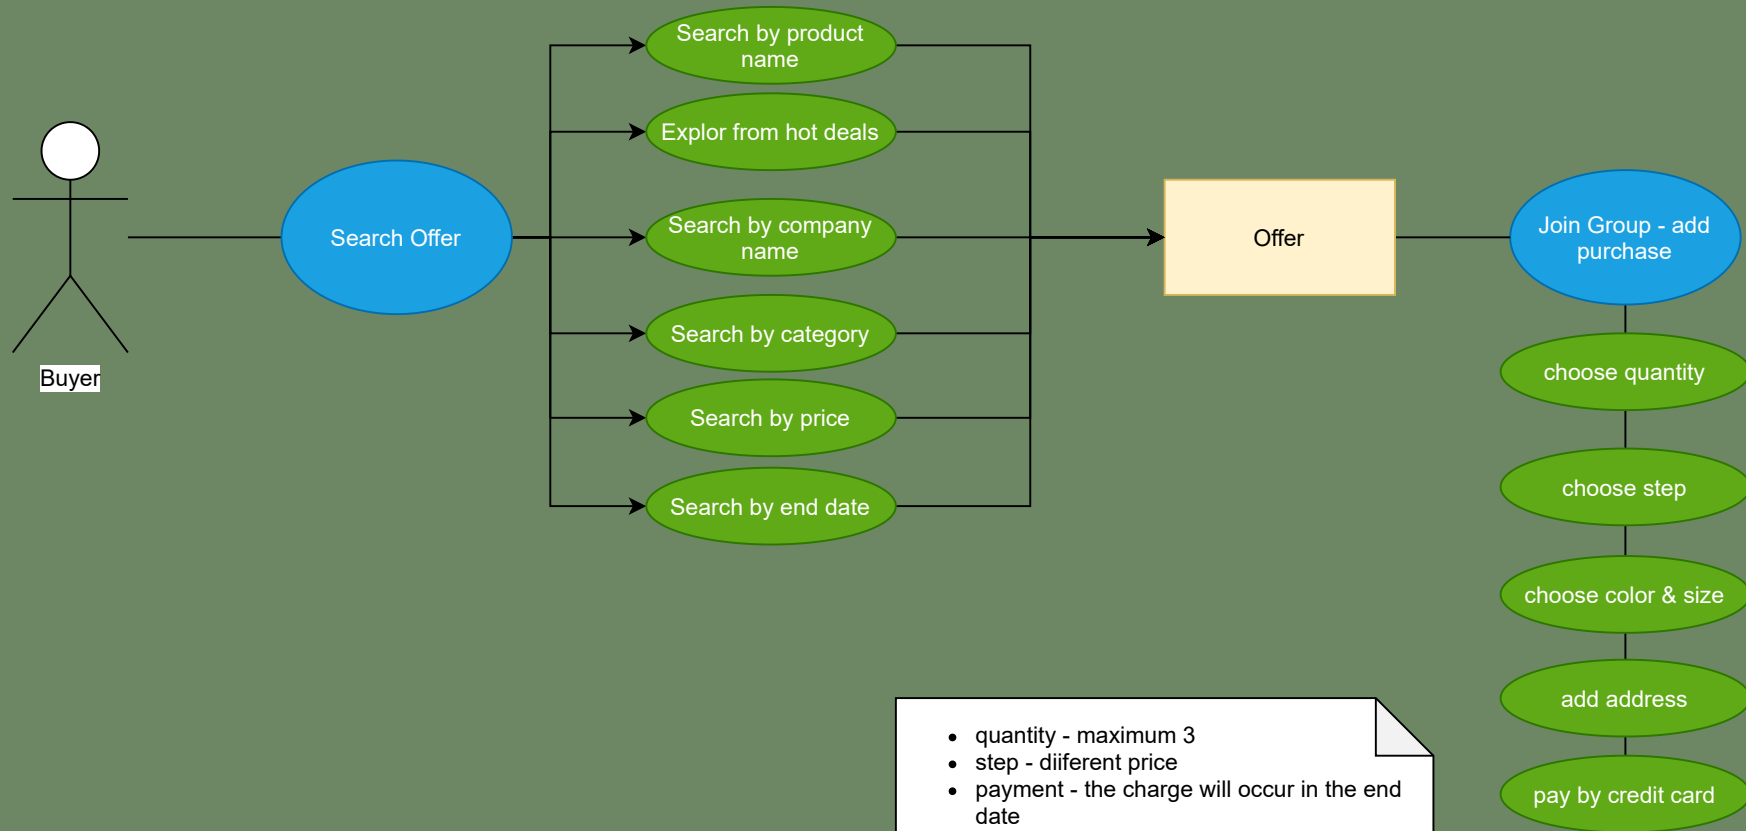 Search by product
name
Explor from hot deals
Search by company
name
Search by category
Search by price
Search by end date
Buyer
Search Offer
Offer
Join Group - add
purchase
choose quantity
choose step
choose color & size
add address
pay by credit card
quantity - maximum 3
step - diiferent price
payment - the charge will occur in the end
date